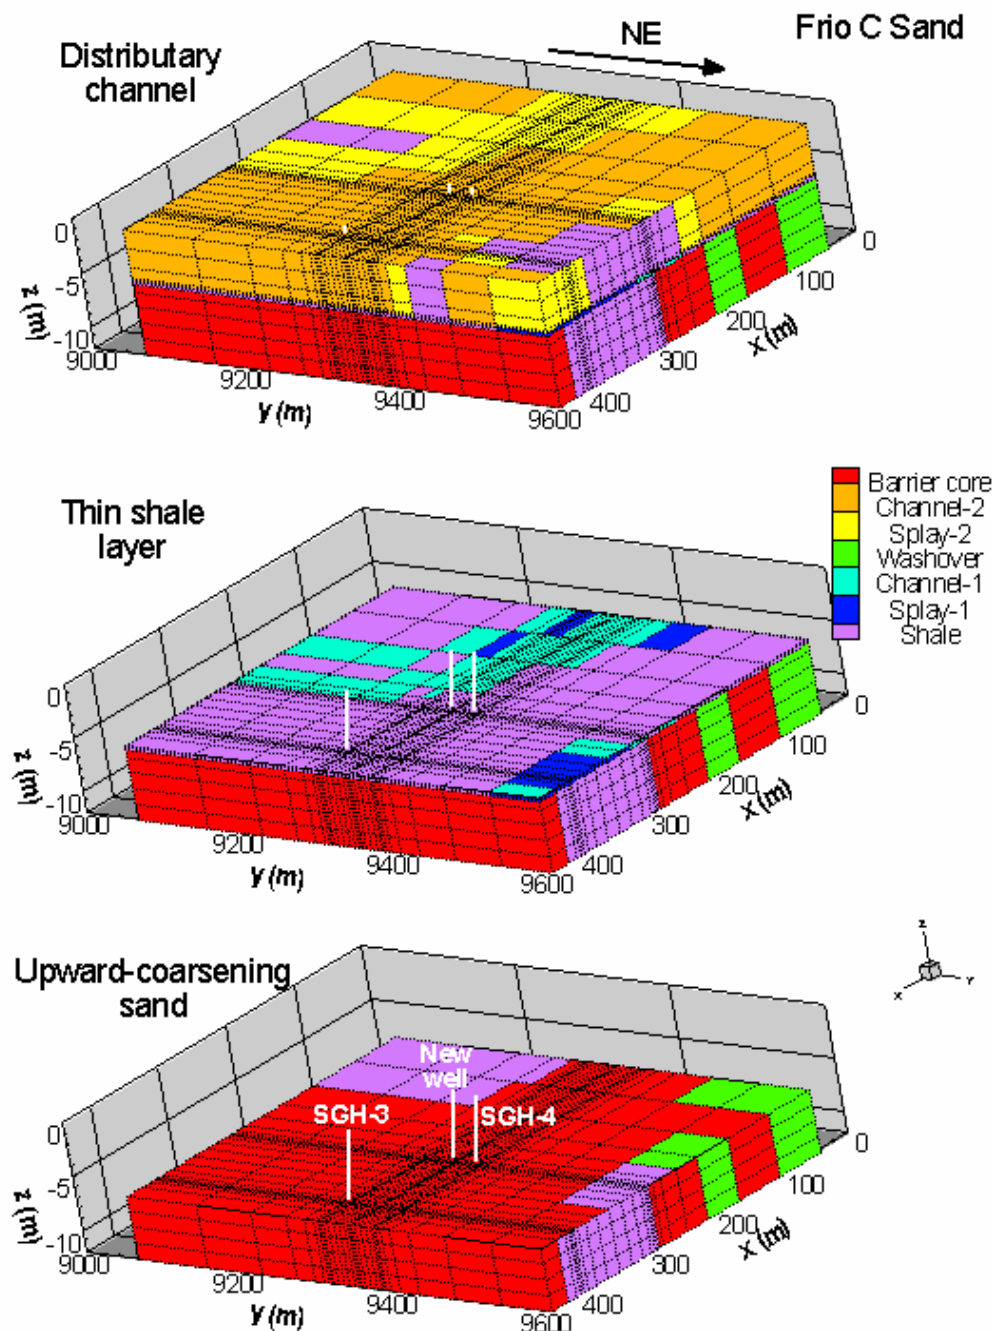 Frio C Sand
NE
Distributary
channel
0
-5
-10
z (m)
9000
9200
9400
9600
y (m)
400
300
200
100
0
x (m)
Thin shale
layer
Barrier core
Channel-2
Splay-2
Washover
Channel-1
Splay-1
Shale
0
-5
-10
z (m)
9000
9200
9400
9600
y (m)
400
300
200
100
0
x (m)
Upward-coarsening
sand
z
x
Y
New
well
SGH-3
SGH-4
0
-5
-10
z (m)
9000
9200
9400
9600
y (m)
400
300
200
100
0
x (m)